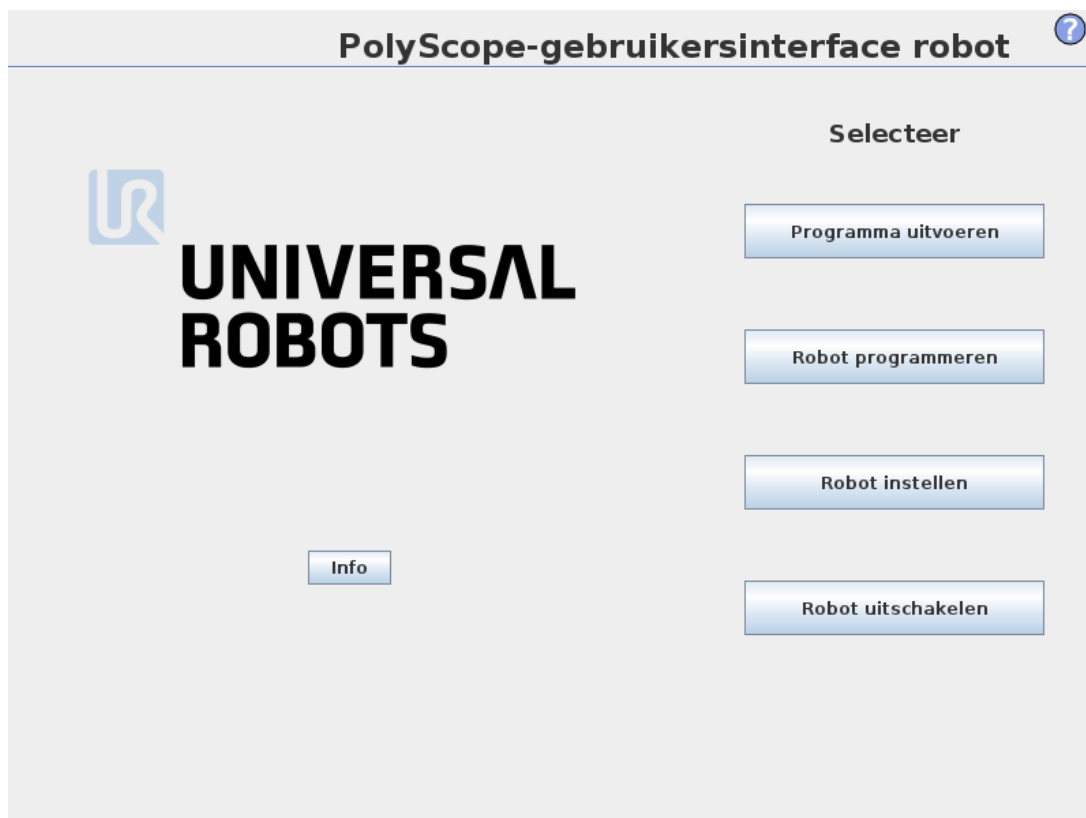 PolyScope-gebruikersinterface robot
?
Selecteer
UR
UNIVERSAL
ROBOTS
Programma uitvoeren
Robot programmeren
Robot instellen
Info
Robot uitschakelen